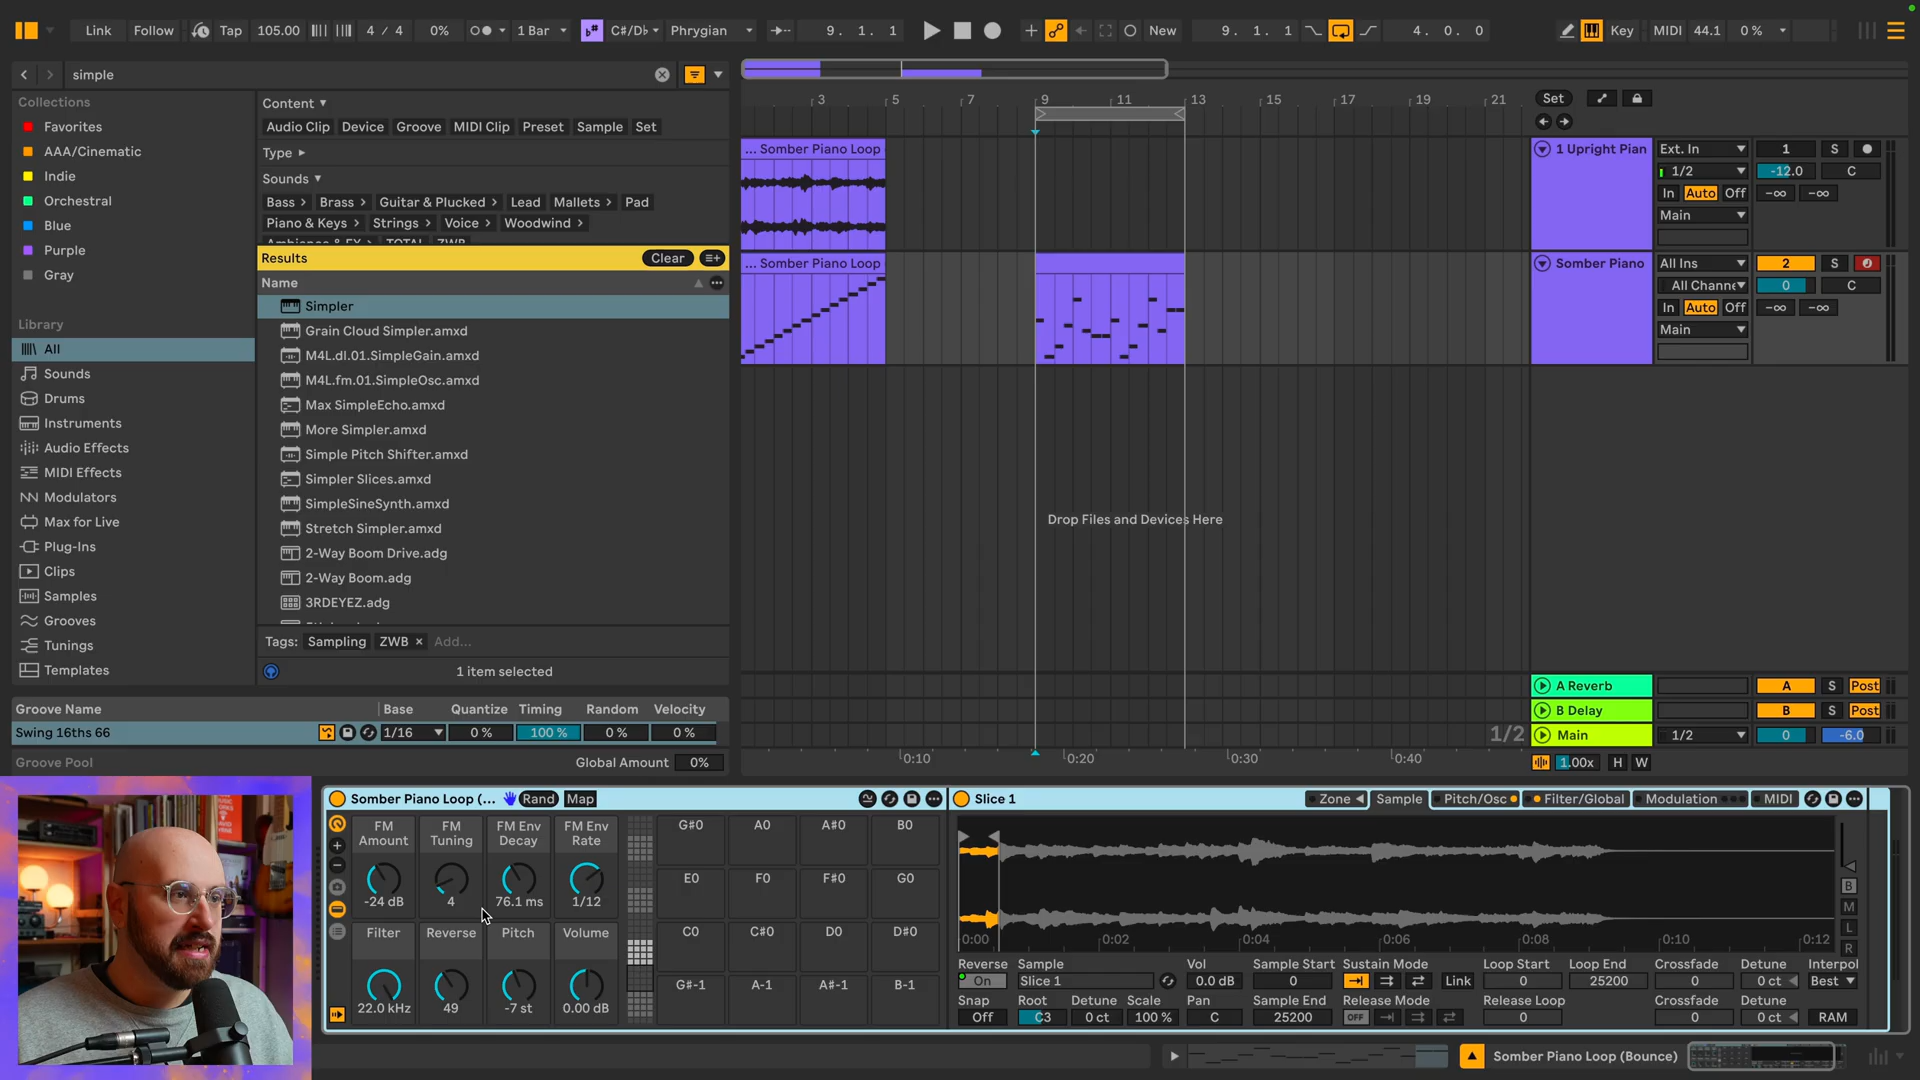 Link Follow Tap 105.00 4 / 4 0% 1 Bar C#/D♭ Phrygian 9. 1. 1 New 9. 1. 1 4. 0. 0 Key MIDI 44.1 0 %
simple
Collections
Favorites
AAA/Cinematic
Indie
Orchestral
Blue
Purple
Gray
Library
All
Sounds
Drums
Instruments
Audio Effects
MIDI Effects
Modulators
Max for Live
Plug-Ins
Clips
Samples
Grooves
Tunings
Templates
Content
Audio Clip Device Groove MIDI Clip Preset Sample Set
Type
Sounds
Bass Brass Guitar & Plucked Lead Mallets Pad
Piano & Keys Strings Voice Woodwind
Results Clear
Name
Simpler
Grain Cloud Simpler.amxd
M4L.dl.01.SimpleGain.amxd
M4L.fm.01.SimpleOsc.amxd
Max SimpleEcho.amxd
More Simpler.amxd
Simple Pitch Shifter.amxd
Simpler Slices.amxd
SimpleSineSynth.amxd
Stretch Simpler.amxd
2-Way Boom Drive.adg
2-Way Boom.adg
3RDEYEZ.adg
Tags: Sampling ZWB × Add...
1 item selected
Groove Name Base Quantize Timing Random Velocity
Swing 16ths 66 1/16 0 % 100 % 0 % 0 %
Groove Pool Global Amount 0%
3 5 7 9 11 13 15 17 19 21 Set
... Somber Piano Loop
... Somber Piano Loop
Drop Files and Devices Here
1 Upright Pian Ext. In 1 S
1/2 -12.0 C
In Auto Off -∞ -∞
Main
Somber Piano All Ins 2 S
All Channe 0 C
In Auto Off -∞ -∞
Main
A Reverb A S Post
B Delay B S Post
1/2 Main 1/2 0 -6.0
0:10 0:20 0:30 0:40 1.00x H W
Somber Piano Loop (... Rand Map
FM Amount FM Tuning FM Env Decay FM Env Rate
-24 dB 4 76.1 ms 1/12
Filter Reverse Pitch Volume
22.0 kHz 49 -7 st 0.00 dB
G#0 A0 A#0 B0
E0 F0 F#0 G0
C0 C#0 D0 D#0
G#-1 A-1 A#-1 B-1
Slice 1 Zone Sample Pitch/Osc Filter/Global Modulation MIDI
B
M
L
R
0:00 0:02 0:04 0:06 0:08 0:10 0:12
Reverse Sample Vol Sample Start Sustain Mode Loop Start Loop End Crossfade Detune Interpol
On Slice 1 0.0 dB 0 Link 0 25200 0 0 ct Best
Snap Root Detune Scale Pan Sample End Release Mode Release Loop Crossfade Detune
Off C3 0 ct 100 % C 25200 OFF 0 0 0 ct RAM
Somber Piano Loop (Bounce)